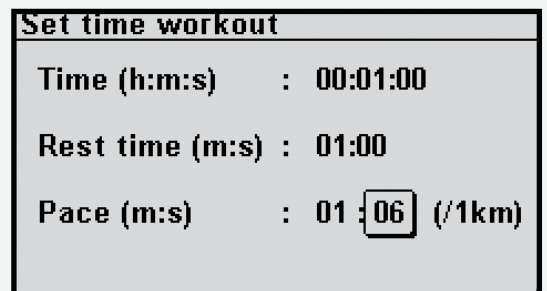 Set time workout
Time (h:m:s) : 00:01:00
Rest time (m:s) : 01:00
Pace (m:s) : 01 :06 (/1km)